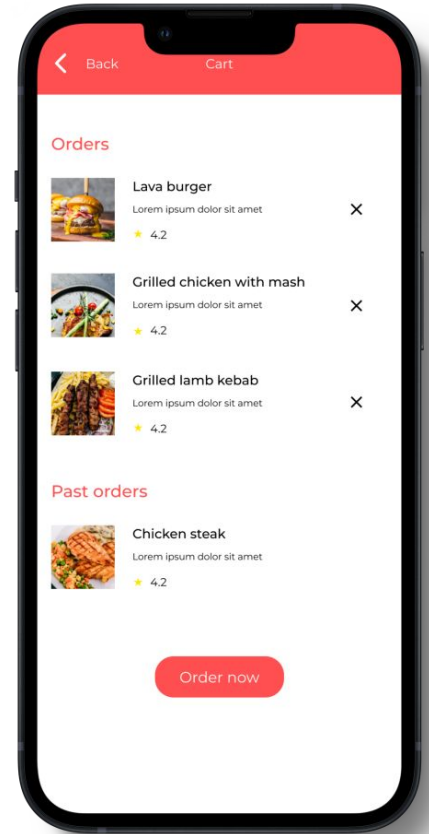 Back
Cart
Orders
Lava burger
Lorem ipsum dolor sit amet
4.2
Grilled chicken with mash
Lorem ipsum dolor sit amet
4.2
Grilled lamb kebab
Lorem ipsum dolor sit amet
4.2
Past orders
Chicken steak
Lorem ipsum dolor sit amet
4.2
Order now